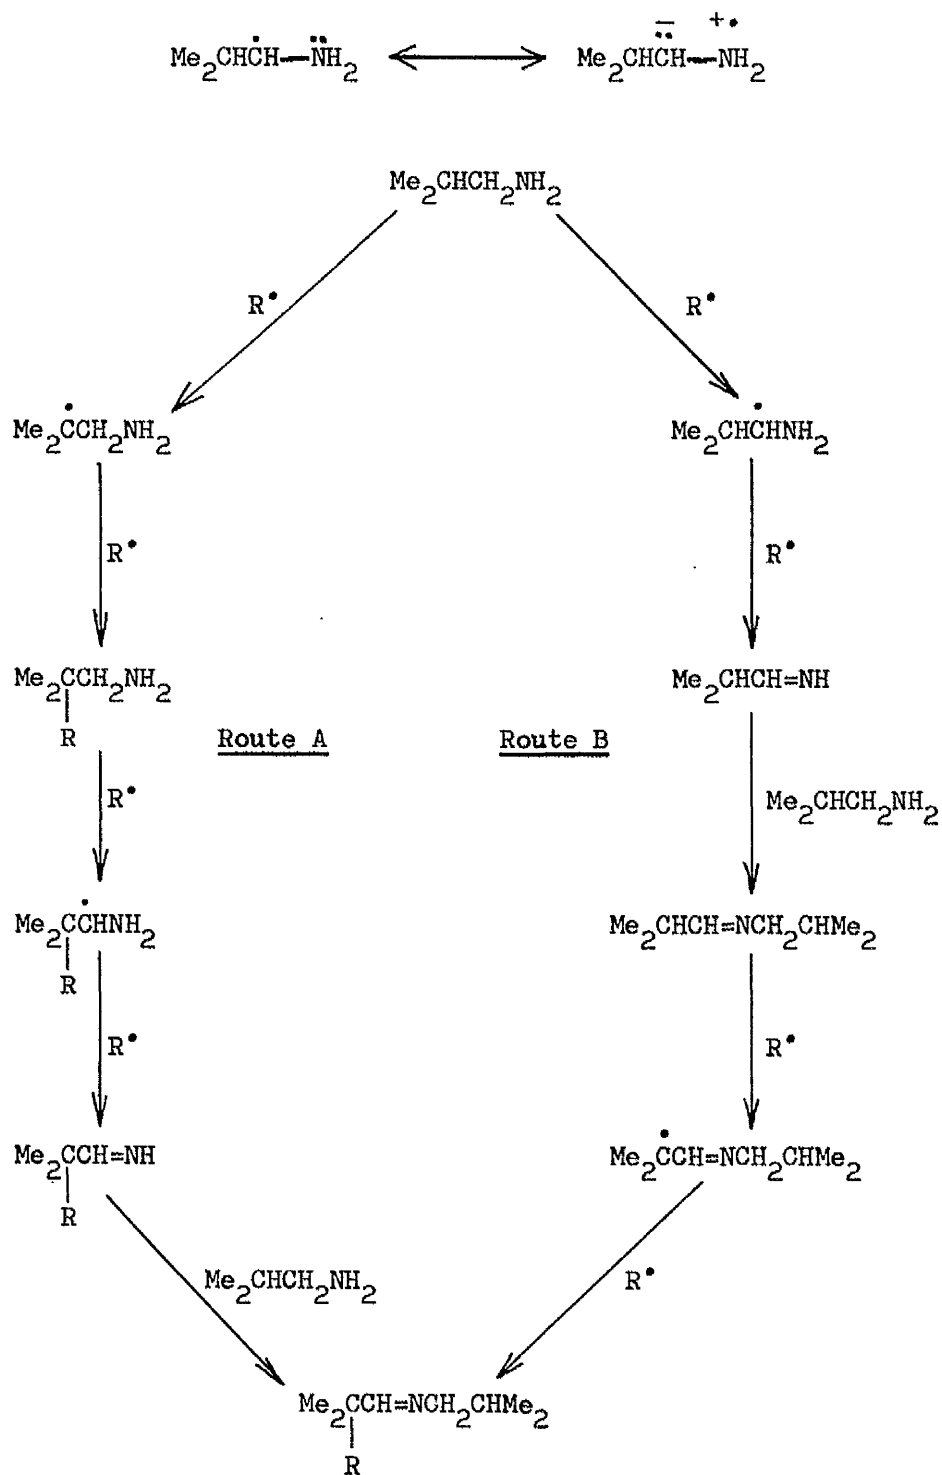 Me₂CHĊH—N̈H₂ ⟷ Me₂CHC̈̄H—N⁺•H₂
Me₂CHCH₂NH₂
R• R•
Me₂ĊCH₂NH₂ Me₂CHĊHNH₂
R• R•
Me₂CCH₂NH₂ Me₂CHCH=NH
R
Route A Route B
R• Me₂CHCH₂NH₂
Me₂CĊHNH₂ Me₂CHCH=NCH₂CHMe₂
R
R• R•
Me₂CCH=NH Me₂ĊCH=NCH₂CHMe₂
R
Me₂CHCH₂NH₂ R•
Me₂CCH=NCH₂CHMe₂
R